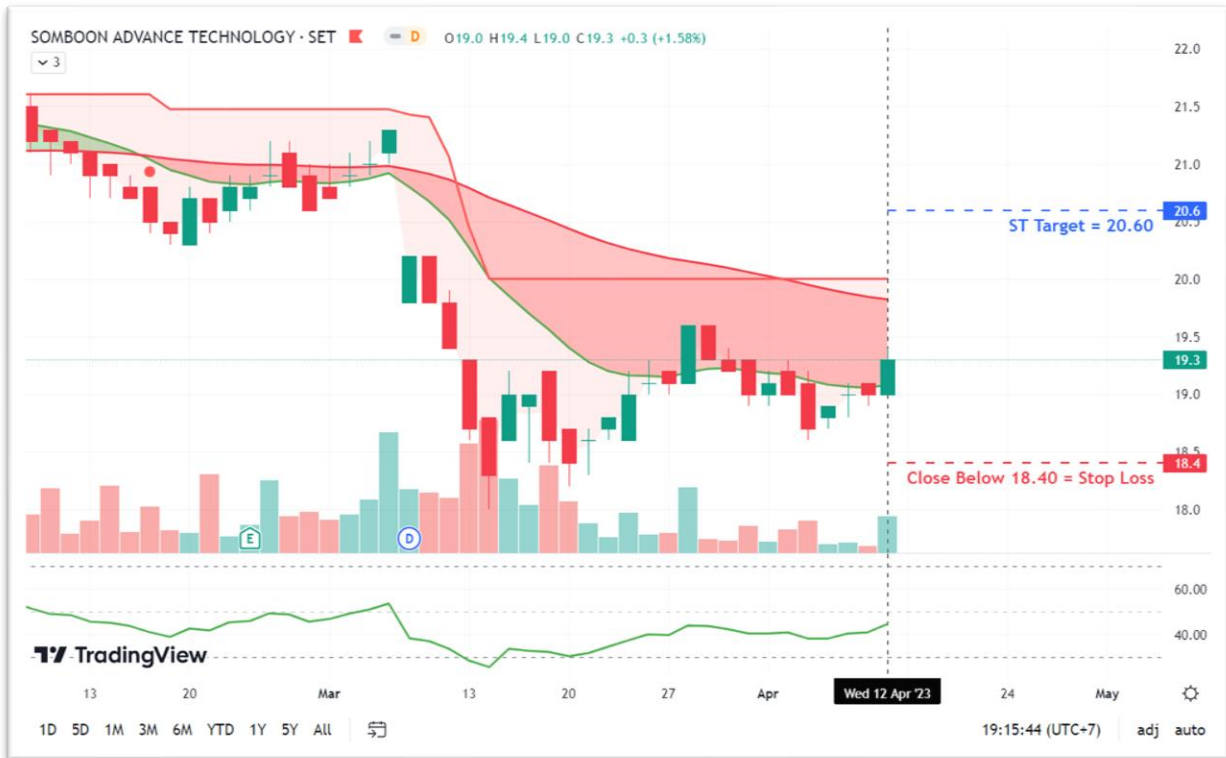 SOMBOON ADVANCE TECHNOLOGY · SET D O19.0 H19.4 L19.0 C19.3 +0.3 (+1.58%)
3
22.0
21.5
21.0
20.6
20.5
ST Target = 20.60
20.0
19.5
19.3
19.0
18.5
18.4
Close Below 18.40 = Stop Loss
18.0
E
D
60.00
40.00
TradingView
13 20 Mar 13 20 27 Apr Wed 12 Apr '23 24 May
1D 5D 1M 3M 6M YTD 1Y 5Y All 19:15:44 (UTC+7) adj auto